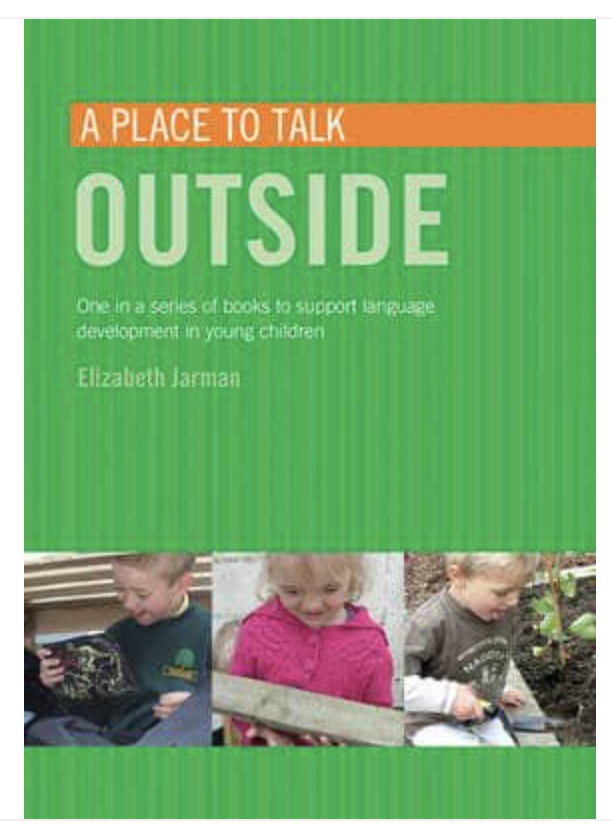 A PLACE TO TALK
OUTSIDE
One in a series of books to support language
development in young children
Elizabeth Jarman